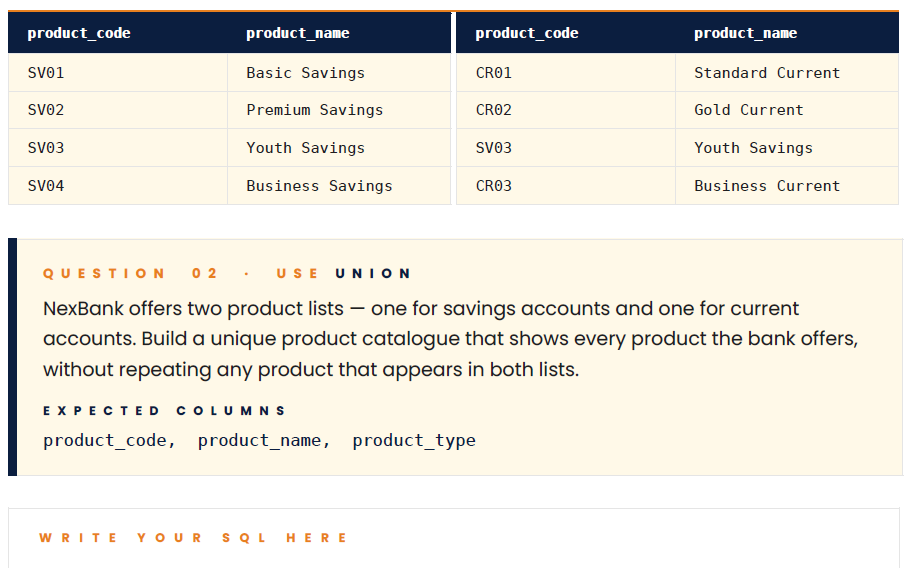 product_code product_name product_code product_name
SV01 Basic Savings CR01 Standard Current
SV02 Premium Savings CR02 Gold Current
SV03 Youth Savings SV03 Youth Savings
SV04 Business Savings CR03 Business Current
QUESTION 02 · USE UNION
NexBank offers two product lists — one for savings accounts and one for current
accounts. Build a unique product catalogue that shows every product the bank offers,
without repeating any product that appears in both lists.
EXPECTED COLUMNS
product_code, product_name, product_type
WRITE YOUR SQL HERE